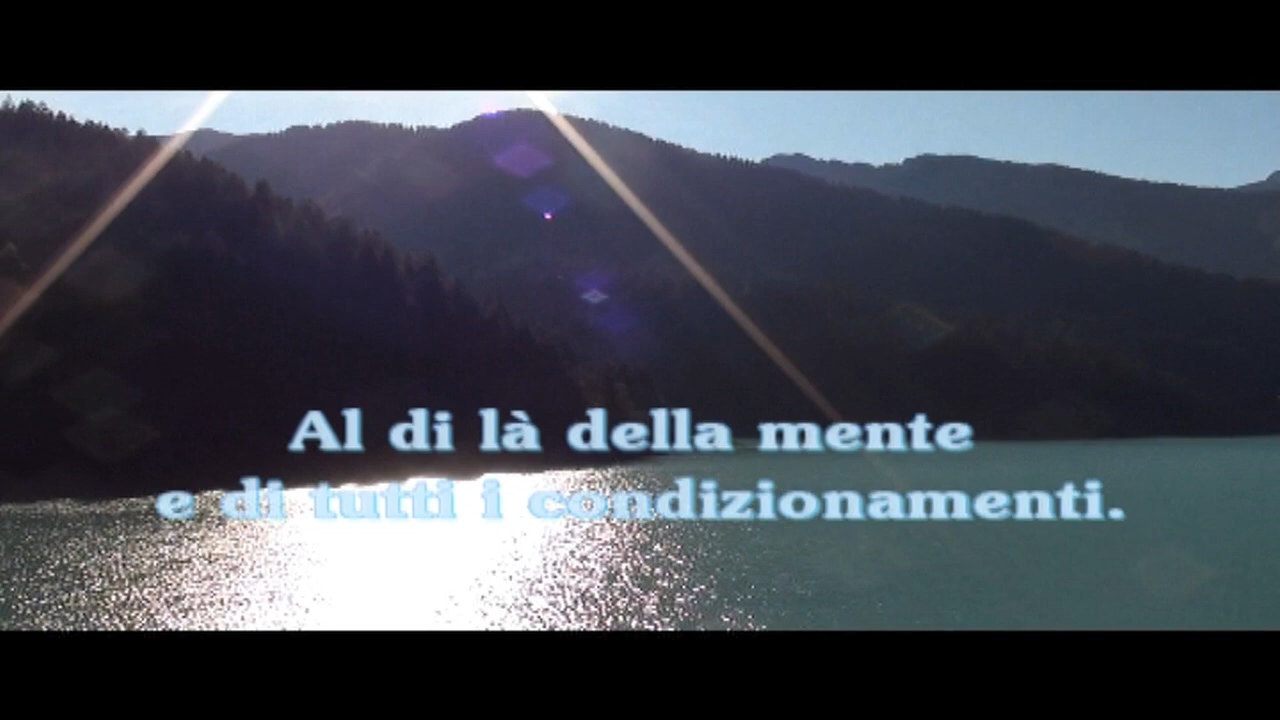 Al di là della mente
e di tutti i condizionamenti.